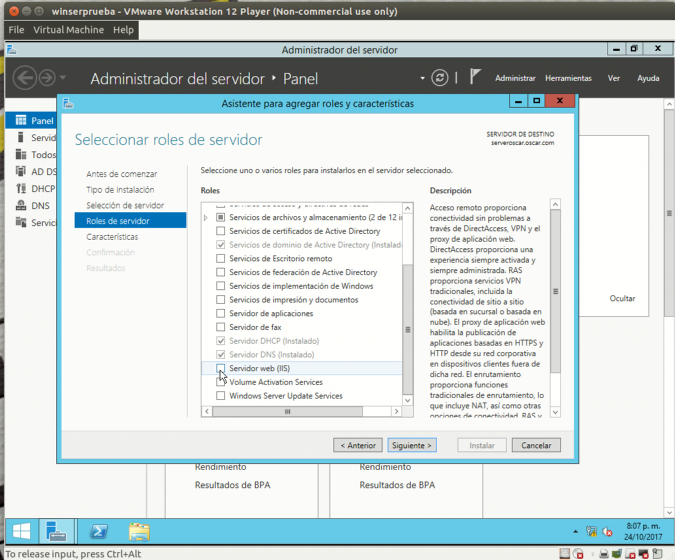 winserprueba - VMware Workstation 12 Player (Non-commercial use only)
File Virtual Machine Help
Administrador del servidor
Administrador del servidor Panel
Administrar Herramientas Ver Ayuda
Panel
Servid
Todos
AD DS
DHCP
DNS
Servici
Asistente para agregar roles y características
Seleccionar roles de servidor
SERVIDOR DE DESTINO
serveroscar.oscar.com
Antes de comenzar
Tipo de instalación
Selección de servidor
Roles de servidor
Características
Confirmación
Resultados
Seleccione uno o varios roles para instalarlos en el servidor seleccionado.
Roles
Servicios de archivos y almacenamiento (2 de 12 i
Servicios de certificados de Active Directory
Servicios de dominio de Active Directory (Instalad
Servicios de Escritorio remoto
Servicios de federación de Active Directory
Servicios de implementación de Windows
Servicios de impresión y documentos
Servidor de aplicaciones
Servidor de fax
Servidor DHCP (Instalado)
Servidor DNS (Instalado)
Servidor web (IIS)
Volume Activation Services
Windows Server Update Services
Descripción
Acceso remoto proporciona
conectividad sin problemas a
través de DirectAccess, VPN y el
proxy de aplicación web.
DirectAccess proporciona una
experiencia siempre activada y
siempre administrada. RAS
proporciona servicios VPN
tradicionales, incluida la
conectividad de sitio a sitio
(basada en sucursal o basada en
nube). El proxy de aplicación web
habilita la publicación de
aplicaciones basadas en HTTPS y
HTTP desde su red corporativa
en dispositivos clientes fuera de
dicha red. El enrutamiento
proporciona funciones
tradicionales de enrutamiento, lo
que incluye NAT, así como otras
opciones de conectividad. RAS y
Ocultar
< Anterior Siguiente > Instalar Cancelar
Rendimiento Rendimiento
Resultados de BPA Resultados de BPA
8:07 p. m.
24/10/2017
To release input, press Ctrl+Alt